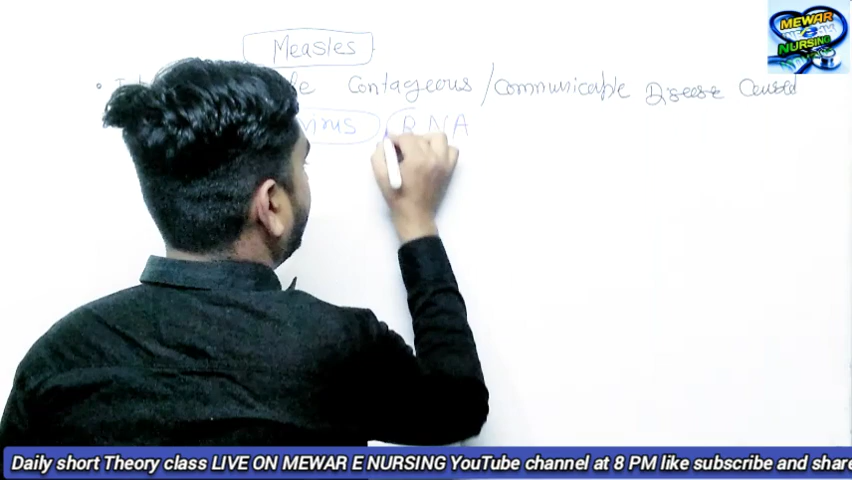 MEWAR
E
NURSING
Measles
Contageous / Communicable Disease Caused
virus RNA
Daily short Theory class LIVE ON MEWAR E NURSING YouTube channel at 8 PM like subscribe and share